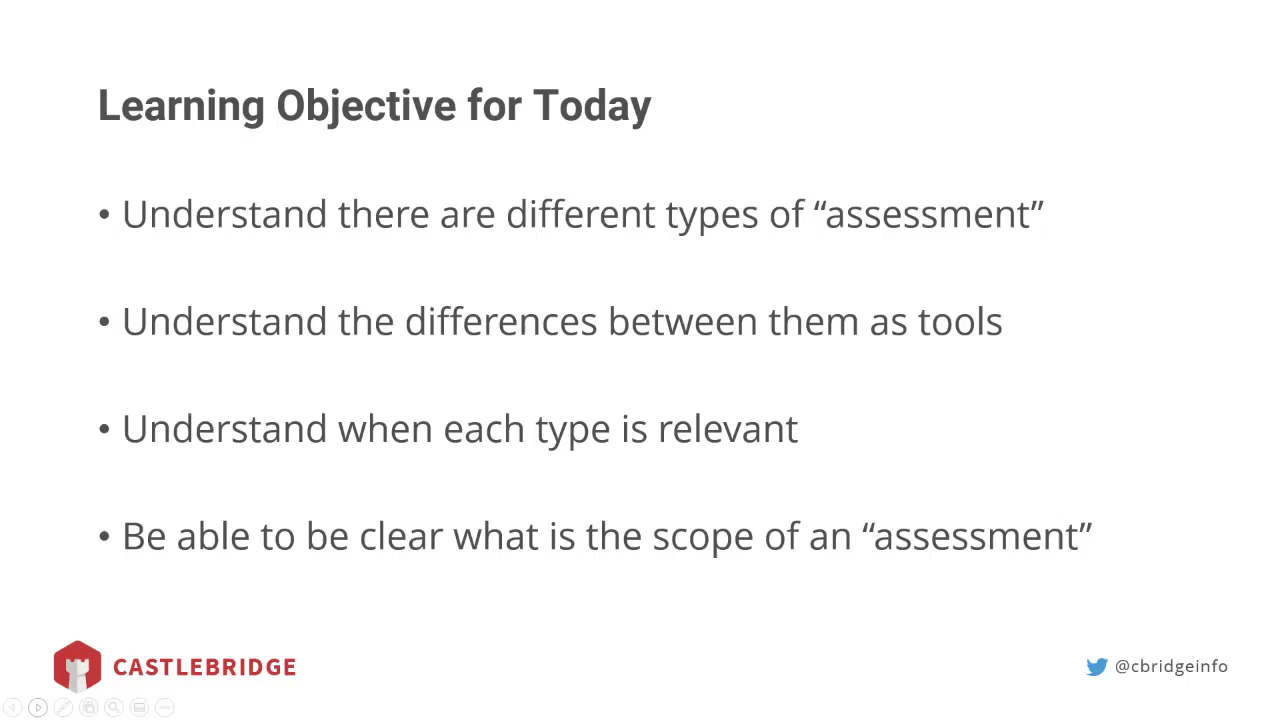 Learning Objective for Today
• Understand there are different types of “assessment”
• Understand the differences between them as tools
• Understand when each type is relevant
• Be able to be clear what is the scope of an “assessment”
CASTLEBRIDGE
@cbridgeinfo